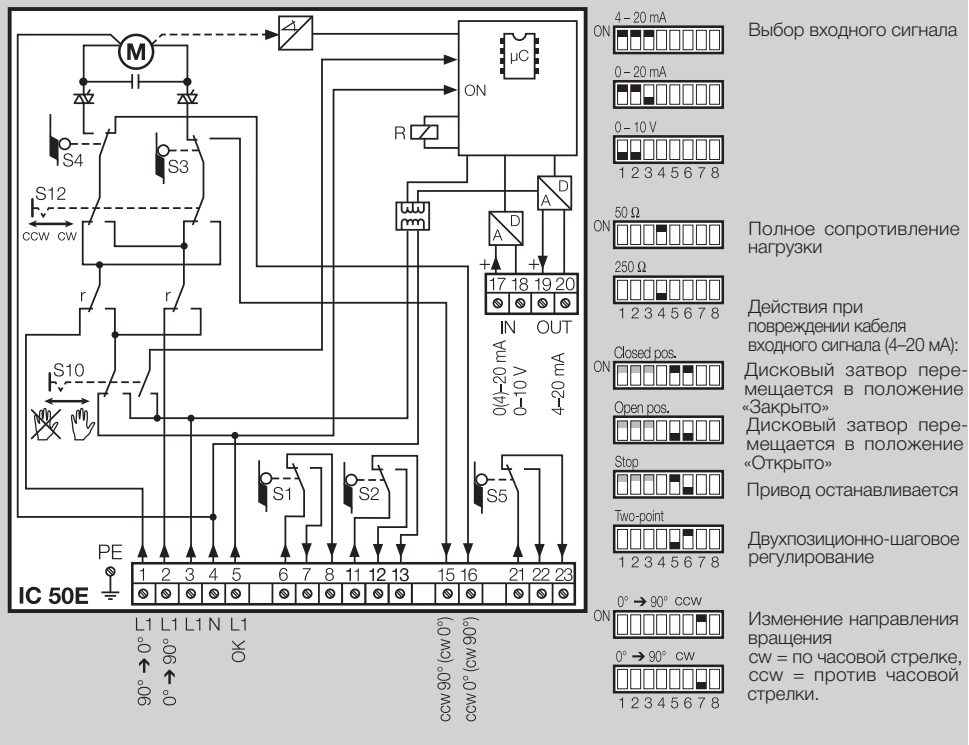 M
µC
ON
R
S4
S3
S12
ccw cw
r
r
S10
D
A
D
A
+
+
17 18 19 20
IN OUT
0(4)–20 mA
0–10 V
4–20 mA
S1
S2
S5
PE
1 2 3 4 5 6 7 8 11 12 13 15 16 21 22 23
IC 50E
L1 L1 L1 N L1
90° ➔ 0°
0° ➔ 90°
OK
ccw 90° (cw 0°)
ccw 0° (cw 90°)
4 – 20 mA
ON
Выбор входного сигнала
0 – 20 mA
0 – 10 V
1 2 3 4 5 6 7 8
50 Ω
ON
Полное сопротивление
нагрузки
250 Ω
1 2 3 4 5 6 7 8
Действия при
повреждении кабеля
входного сигнала (4–20 мА):
Closed pos.
ON
Дисковый затвор пере-
мещается в положение
«Закрыто»
Open pos.
Дисковый затвор пере-
мещается в положение
«Открыто»
Stop
Привод останавливается
Two-point
Двухпозиционно-шаговое
регулирование
1 2 3 4 5 6 7 8
0° ➔ 90° ccw
ON
Изменение направления
вращения
cw = по часовой стрелке,
ccw = против часовой
стрелки.
0° ➔ 90° cw
1 2 3 4 5 6 7 8